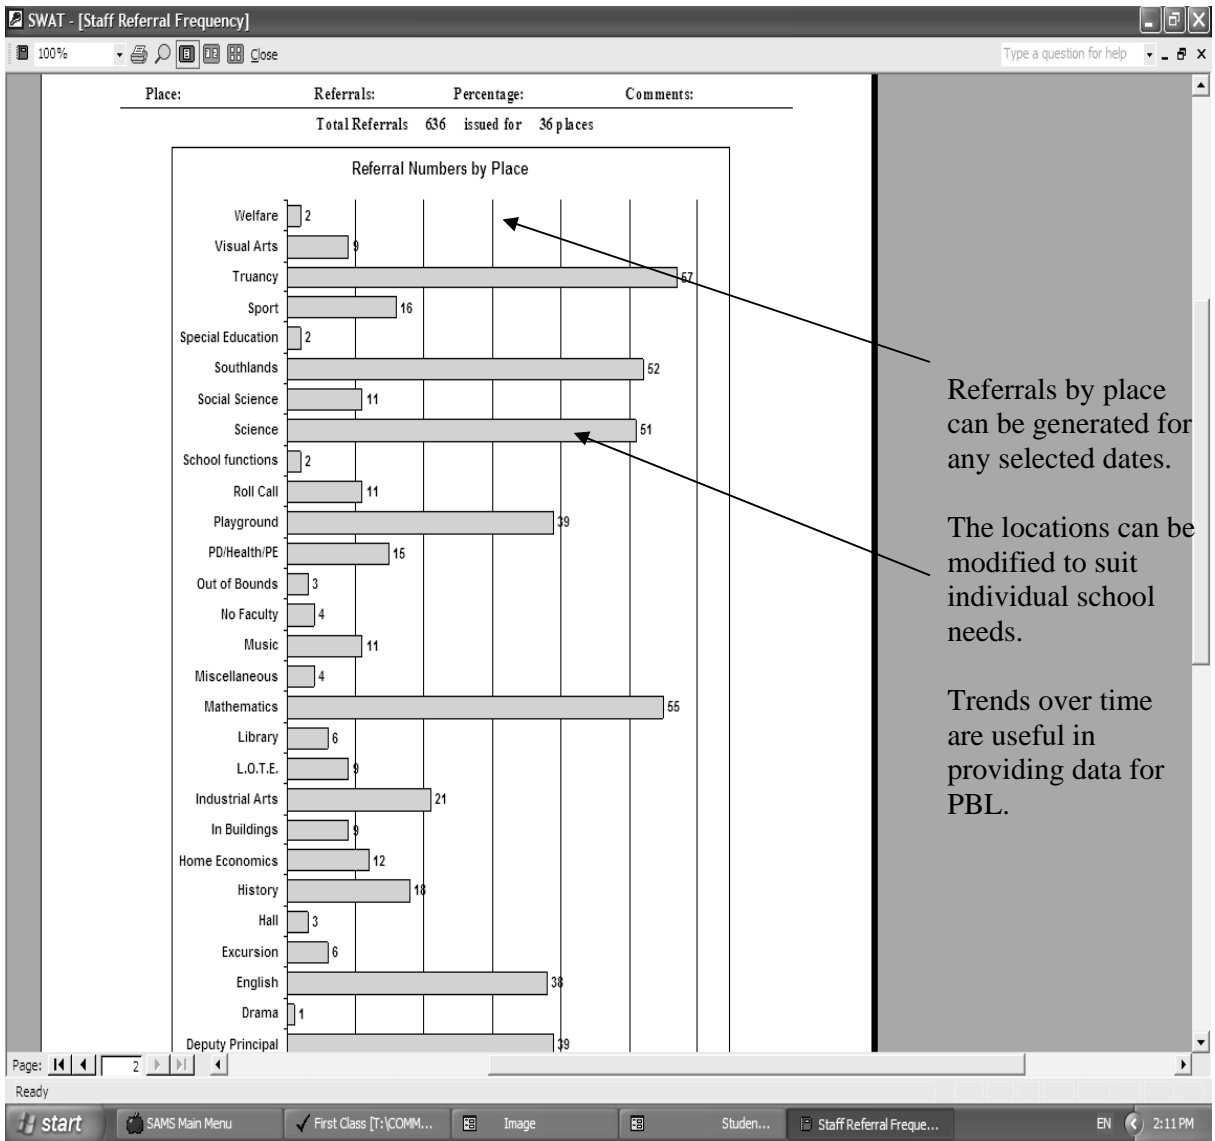 SWAT - [Staff Referral Frequency]
100%
Close
Type a question for help
Place: Referrals: Percentage: Comments:
Total Referrals 636 issued for 36 places
Referral Numbers by Place
Welfare 2
Visual Arts 9
Truancy 57
Sport 16
Special Education 2
Southlands 52
Social Science 11
Science 51
School functions 2
Roll Call 11
Playground 39
PD/Health/PE 15
Out of Bounds 3
No Faculty 4
Music 11
Miscellaneous 4
Mathematics 55
Library 6
L.O.T.E. 9
Industrial Arts 21
In Buildings 9
Home Economics 12
History 18
Hall 3
Excursion 6
English 38
Drama 1
Deputy Principal 39
Referrals by place
can be generated for
any selected dates.
The locations can be
modified to suit
individual school
needs.
Trends over time
are useful in
providing data for
PBL.
Page: 2
Ready
start SAMS Main Menu First Class [T:\COMM... Image Studen... Staff Referral Freque... EN 2:11 PM